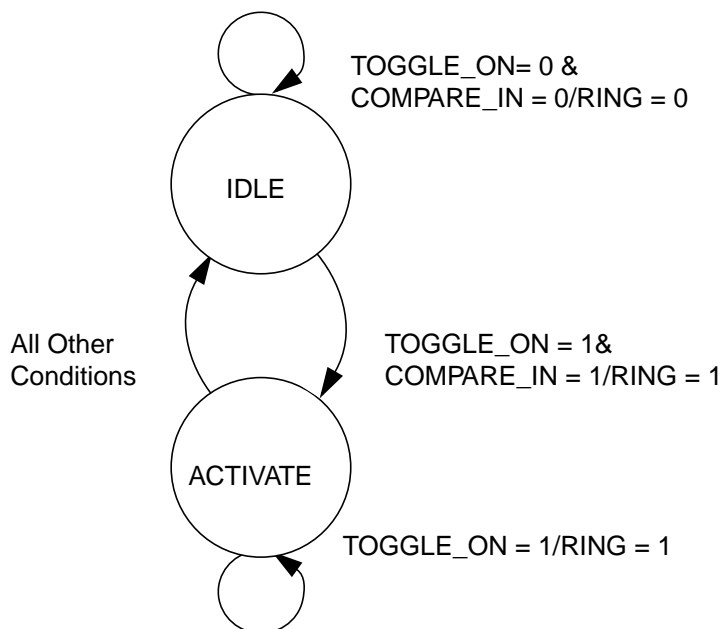 TOGGLE_ON= 0 &
COMPARE_IN = 0/RING = 0
IDLE
All Other
Conditions
TOGGLE_ON = 1&
COMPARE_IN = 1/RING = 1
ACTIVATE
TOGGLE_ON = 1/RING = 1